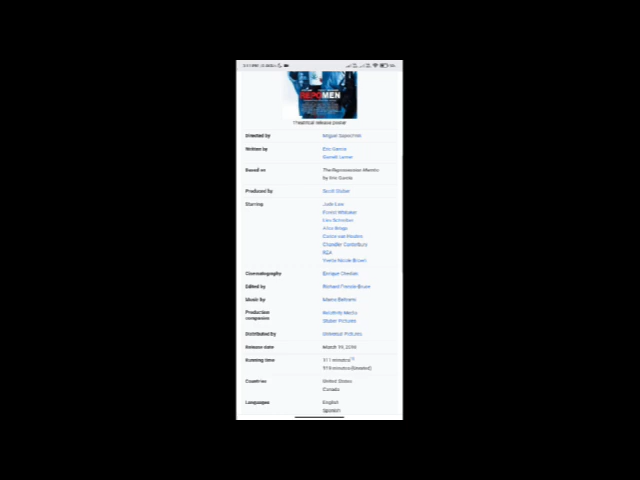 REPOMEN
Theatrical release poster
Directed by Miguel Sapochnik
Written by Eric Garcia
Garrett Lerner
Based on The Repossession Mambo
by Eric Garcia
Produced by Scott Stuber
Starring Jude Law
Forest Whitaker
Liev Schreiber
Alice Braga
Carice van Houten
Chandler Canterbury
RZA
Yvette Nicole Brown
Cinematography Enrique Chediak
Edited by Richard Francis-Bruce
Music by Marco Beltrami
Production
companies
Relativity Media
Stuber Pictures
Distributed by Universal Pictures
Release date March 19, 2010
Running time 111 minutes
119 minutes (Unrated)
Countries United States
Canada
Languages English
Spanish